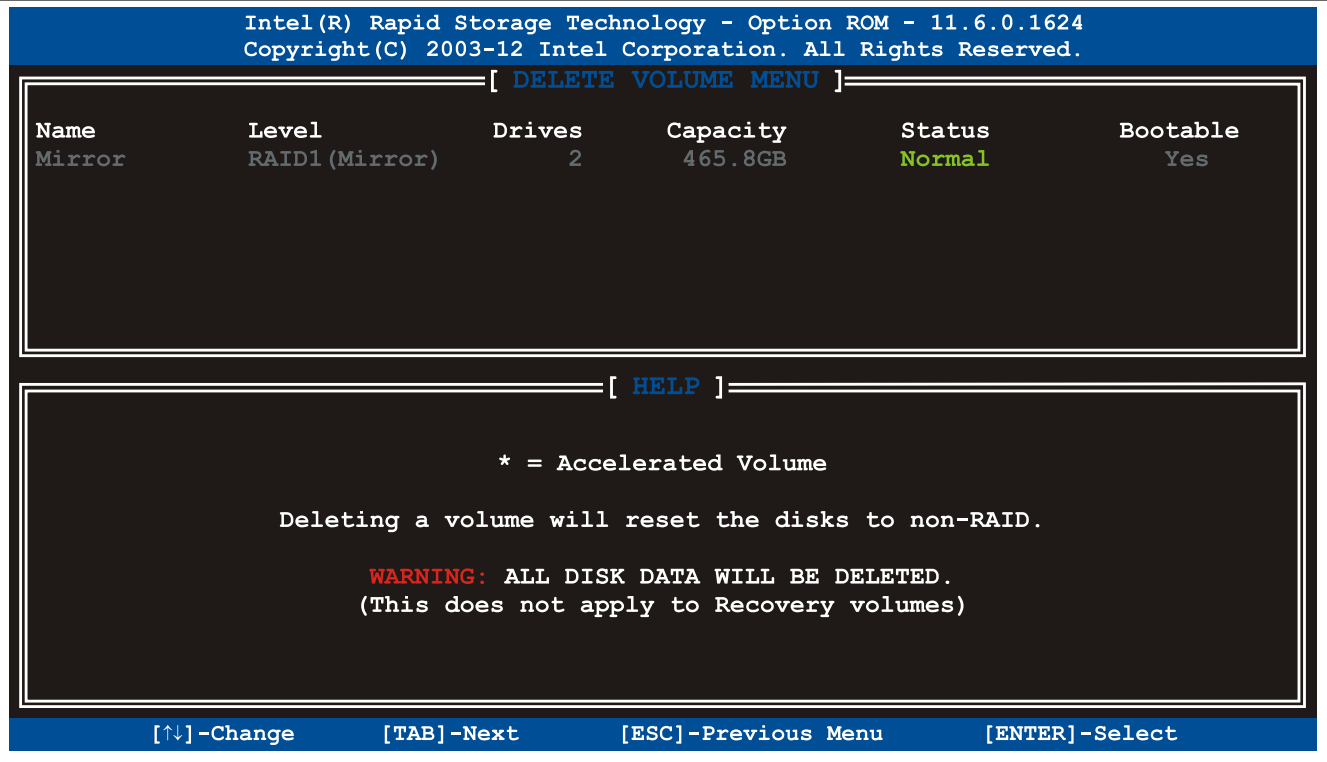 Intel(R) Rapid Storage Technology - Option ROM - 11.6.0.1624
Copyright(C) 2003-12 Intel Corporation. All Rights Reserved.
[ DELETE VOLUME MENU ]
Name Level Drives Capacity Status Bootable
Mirror RAID1(Mirror) 2 465.8GB Normal Yes
[ HELP ]
* = Accelerated Volume
Deleting a volume will reset the disks to non-RAID.
WARNING: ALL DISK DATA WILL BE DELETED.
(This does not apply to Recovery volumes)
[↑↓]-Change [TAB]-Next [ESC]-Previous Menu [ENTER]-Select